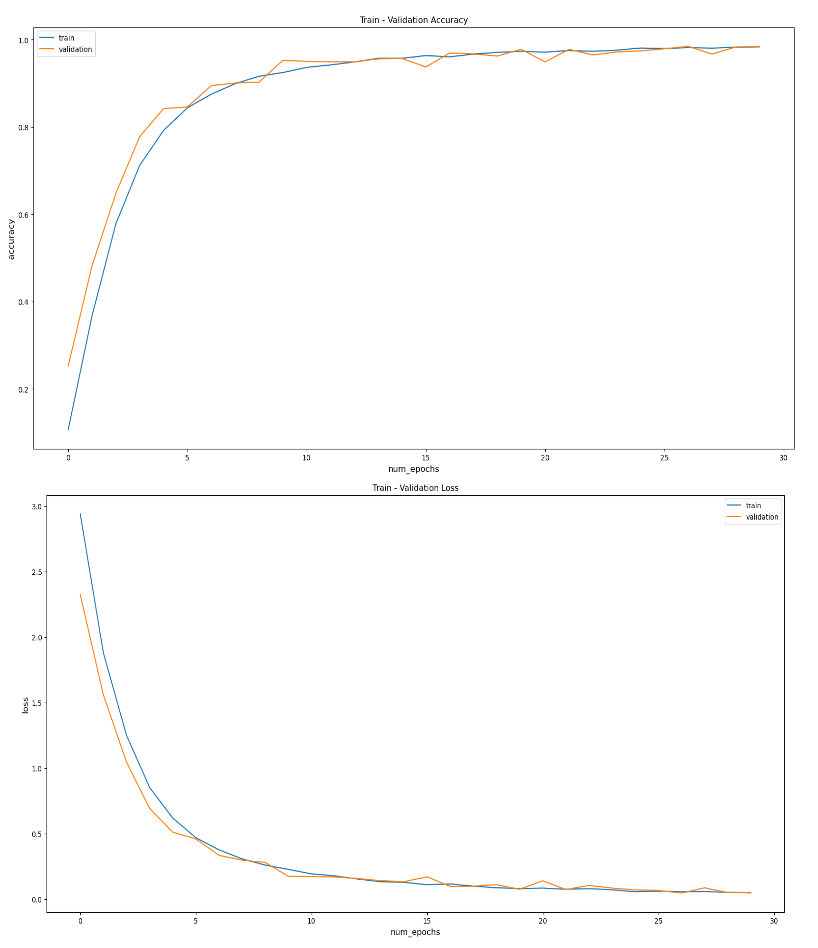 Train - Validation Accuracy
1.0
train
validation
0.8
0.6
accuracy
0.4
0.2
0 5 10 15 20 25 30
num_epochs
Train - Validation Loss
3.0
train
validation
2.5
2.0
1.5
loss
1.0
0.5
0.0
0 5 10 15 20 25 30
num_epochs